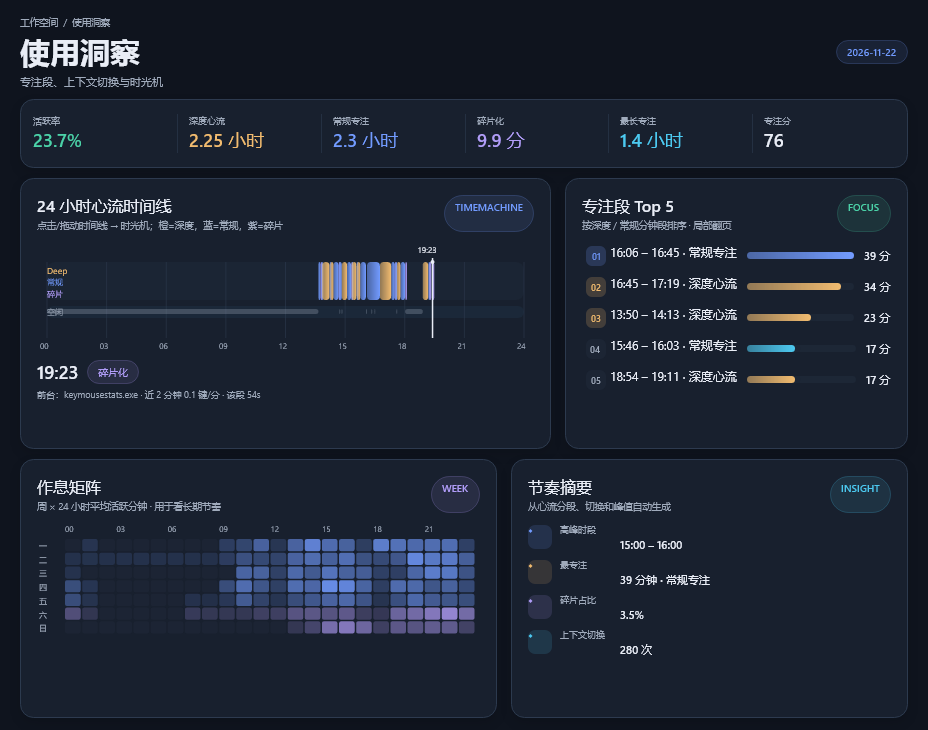 工作空间 / 使用洞察
使用洞察
专注段、上下文切换与时光机
2026-11-22
活跃率
23.7%
深度心流
2.25 小时
常规专注
2.3 小时
碎片化
9.9 分
最长专注
1.4 小时
专注分
76
24 小时心流时间线
点击/拖动时间线 → 时光机；橙=深度，蓝=常规，紫=碎片
TIMEMACHINE
19:23
Deep
常规
碎片
空闲
00 03 06 09 12 15 18 21 24
19:23 碎片化
前台：keymousestats.exe · 近 2 分钟 0.1 键/分 · 该段 54s
专注段 Top 5
按深度 / 常规分钟段排序 · 局部翻页
FOCUS
01 16:06 – 16:45 · 常规专注 39 分
02 16:45 – 17:19 · 深度心流 34 分
03 13:50 – 14:13 · 深度心流 23 分
04 15:46 – 16:03 · 常规专注 17 分
05 18:54 – 19:11 · 深度心流 17 分
作息矩阵
周 × 24 小时平均活跃分钟 · 用于看长期节奏
WEEK
00 03 06 09 12 15 18 21
一
二
三
四
五
六
日
节奏摘要
从心流分段、切换和峰值自动生成
INSIGHT
高峰时段
15:00 – 16:00
最专注
39 分钟 · 常规专注
碎片占比
3.5%
上下文切换
280 次